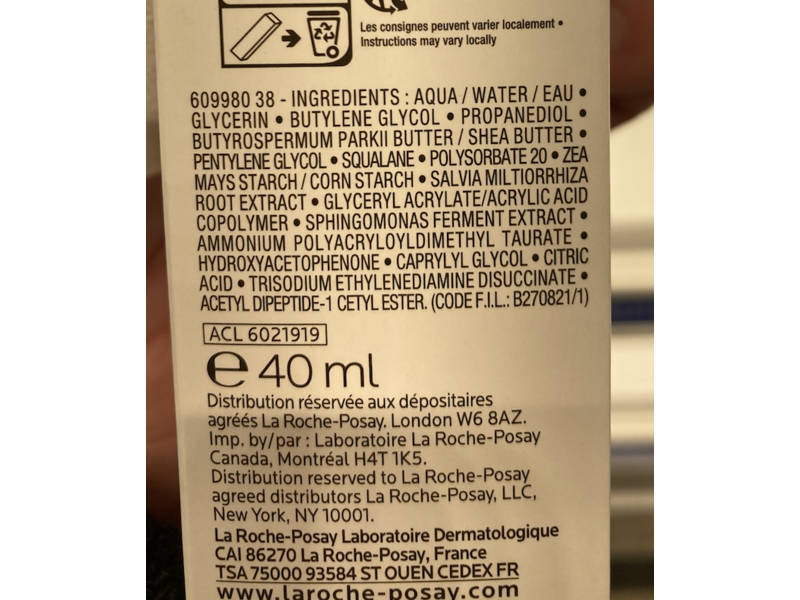 Les consignes peuvent varier localement •
Instructions may vary locally
609980 38 - INGREDIENTS : AQUA / WATER / EAU •
GLYCERIN • BUTYLENE GLYCOL • PROPANEDIOL •
BUTYROSPERMUM PARKII BUTTER / SHEA BUTTER •
PENTYLENE GLYCOL • SQUALANE • POLYSORBATE 20 • ZEA
MAYS STARCH / CORN STARCH • SALVIA MILTIORRHIZA
ROOT EXTRACT • GLYCERYL ACRYLATE/ACRYLIC ACID
COPOLYMER • SPHINGOMONAS FERMENT EXTRACT •
AMMONIUM POLYACRYLOYLDIMETHYL TAURATE •
HYDROXYACETOPHENONE • CAPRYLYL GLYCOL • CITRIC
ACID • TRISODIUM ETHYLENEDIAMINE DISUCCINATE •
ACETYL DIPEPTIDE-1 CETYL ESTER. (CODE F.I.L.: B270821/1)
ACL 6021919
e 40 ml
Distribution réservée aux dépositaires
agréés La Roche-Posay. London W6 8AZ.
Imp. by/par : Laboratoire La Roche-Posay
Canada, Montréal H4T 1K5.
Distribution reserved to La Roche-Posay
agreed distributors La Roche-Posay, LLC,
New York, NY 10001.
La Roche-Posay Laboratoire Dermatologique
CAI 86270 La Roche-Posay, France
TSA 75000 93584 ST OUEN CEDEX FR
www.laroche-posay.com